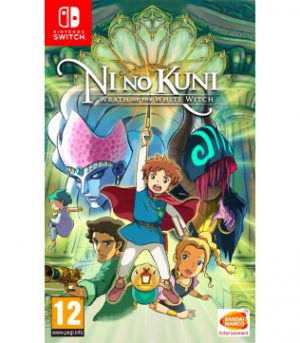 NINTENDO
SWITCH
NI NO KUNI
WRATH OF THE WHITE WITCH
12
www.pegi.info
BANDAI
NAMCO
Entertainment